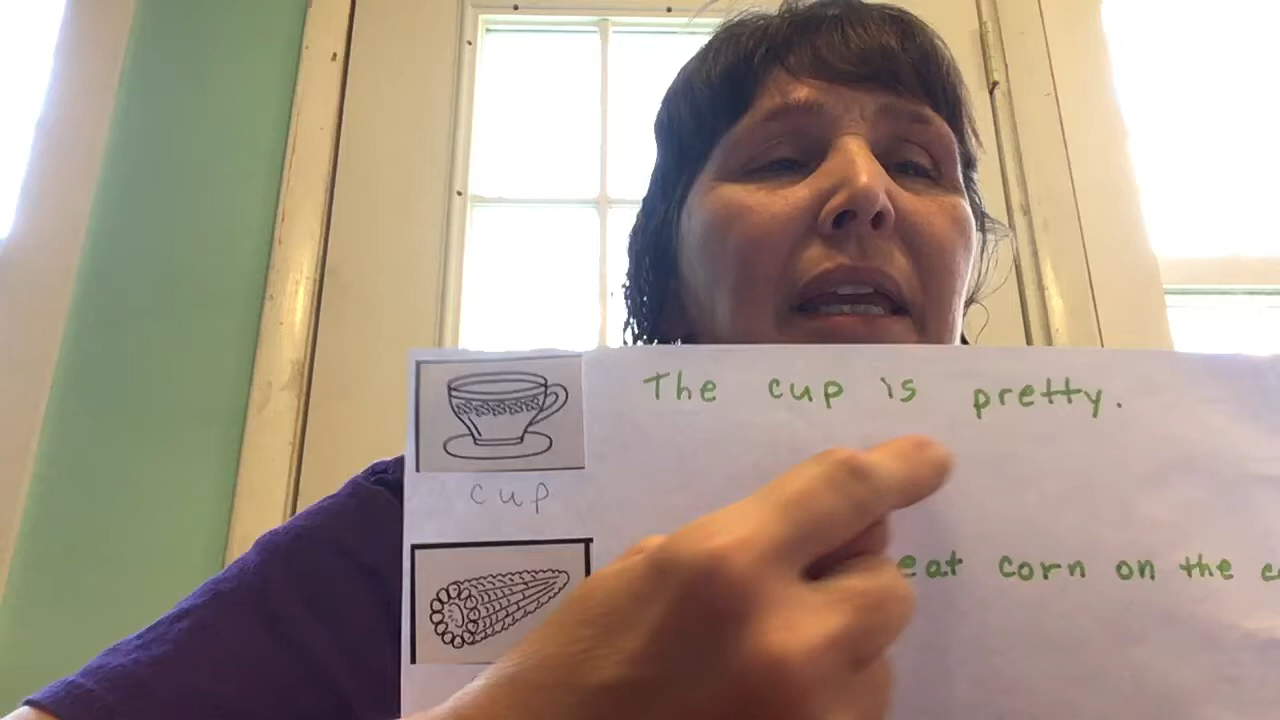 The cup is pretty.
cup
eat corn on the